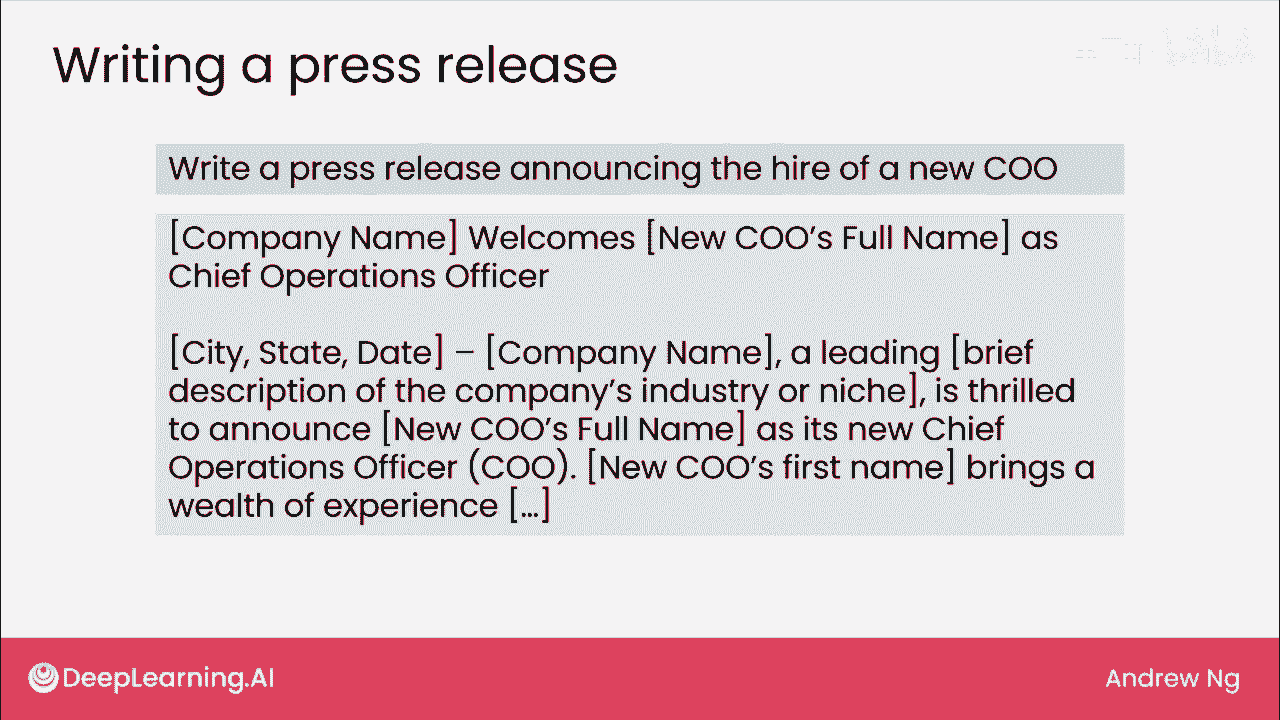 Writing a press release
Write a press release announcing the hire of a new COO
[Company Name] Welcomes [New COO’s Full Name] as
Chief Operations Officer
[City, State, Date] – [Company Name], a leading [brief
description of the company’s industry or niche], is thrilled
to announce [New COO’s Full Name] as its new Chief
Operations Officer (COO). [New COO’s first name] brings a
wealth of experience […]
DeepLearning.AI
Andrew Ng